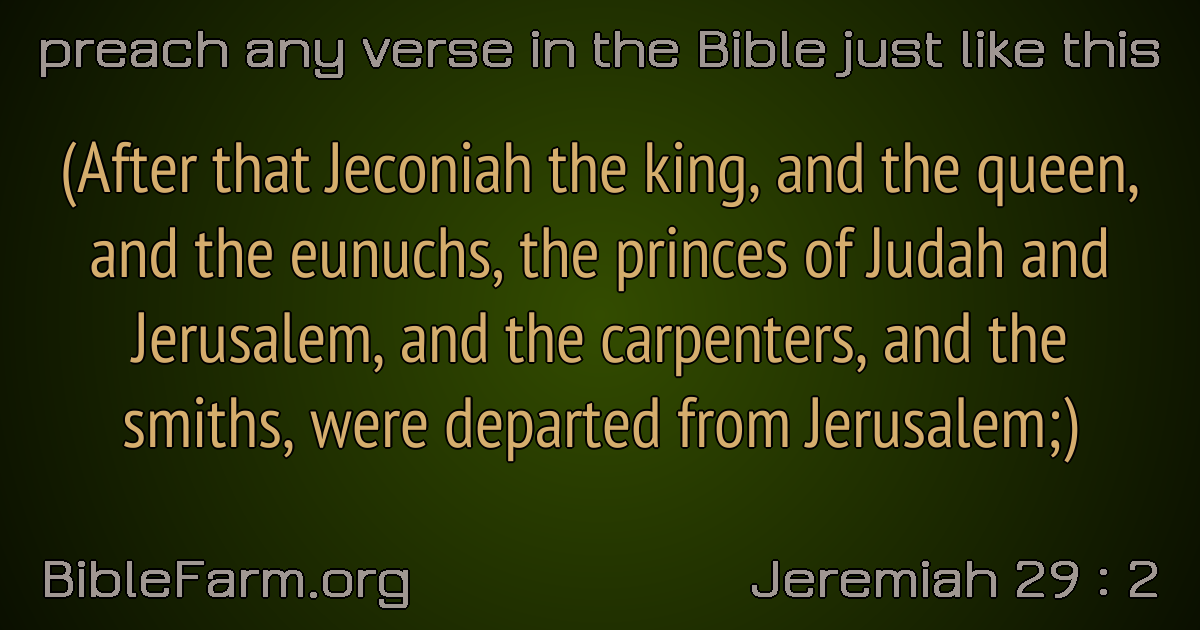 preach any verse in the Bible just like this
(After that Jeconiah the king, and the queen,
and the eunuchs, the princes of Judah and
Jerusalem, and the carpenters, and the
smiths, were departed from Jerusalem;)
BibleFarm.org
Jeremiah 29 : 2